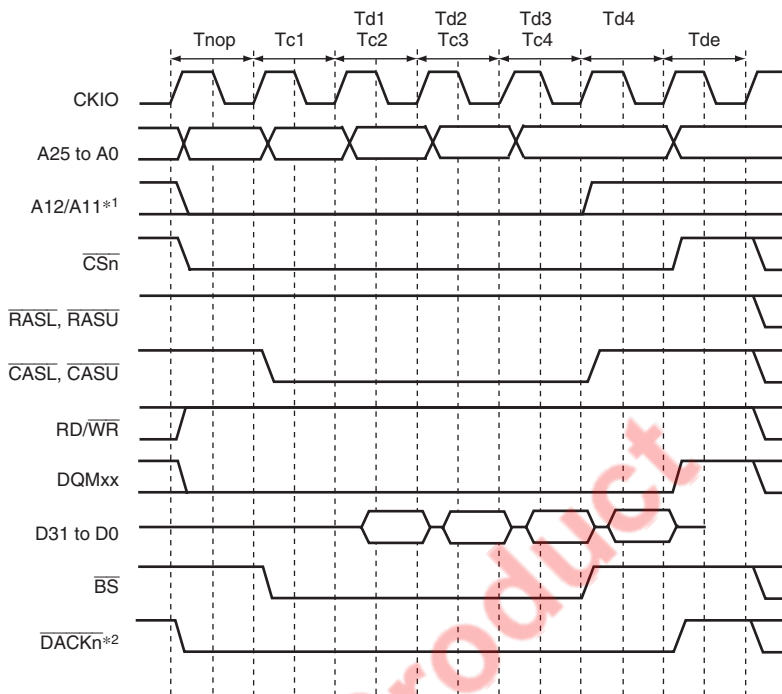 Td1 Td2 Td3 Td4
Tnop Tc1 Tc2 Tc3 Tc4 Tde
CKIO
A25 to A0
A12/A11*1
CSn
RASL, RASU
CASL, CASU
RD/WR
DQMxx
D31 to D0
BS
DACKn*2
Product